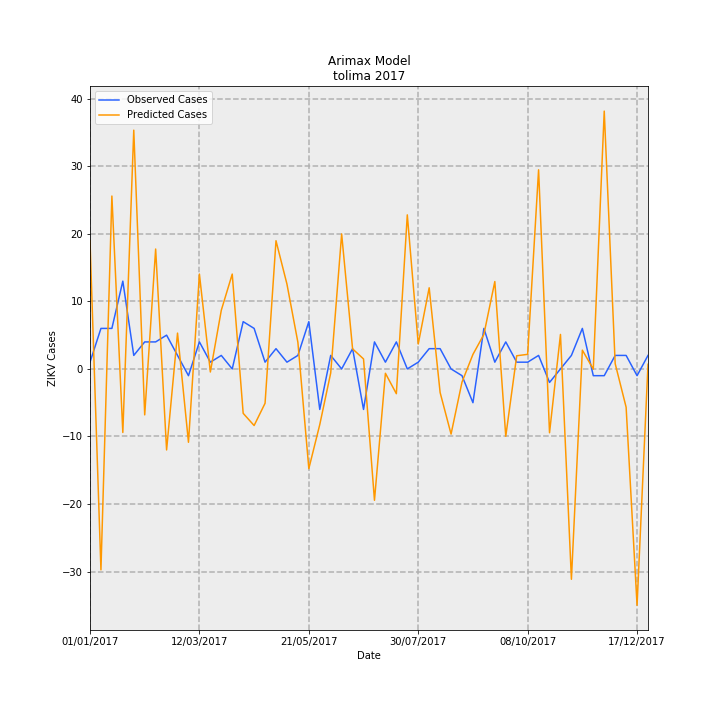 Arimax Model
tolima 2017
Observed Cases
Predicted Cases
40
30
20
10
0
−10
−20
−30
ZIKV Cases
01/01/2017 12/03/2017 21/05/2017 30/07/2017 08/10/2017 17/12/2017
Date